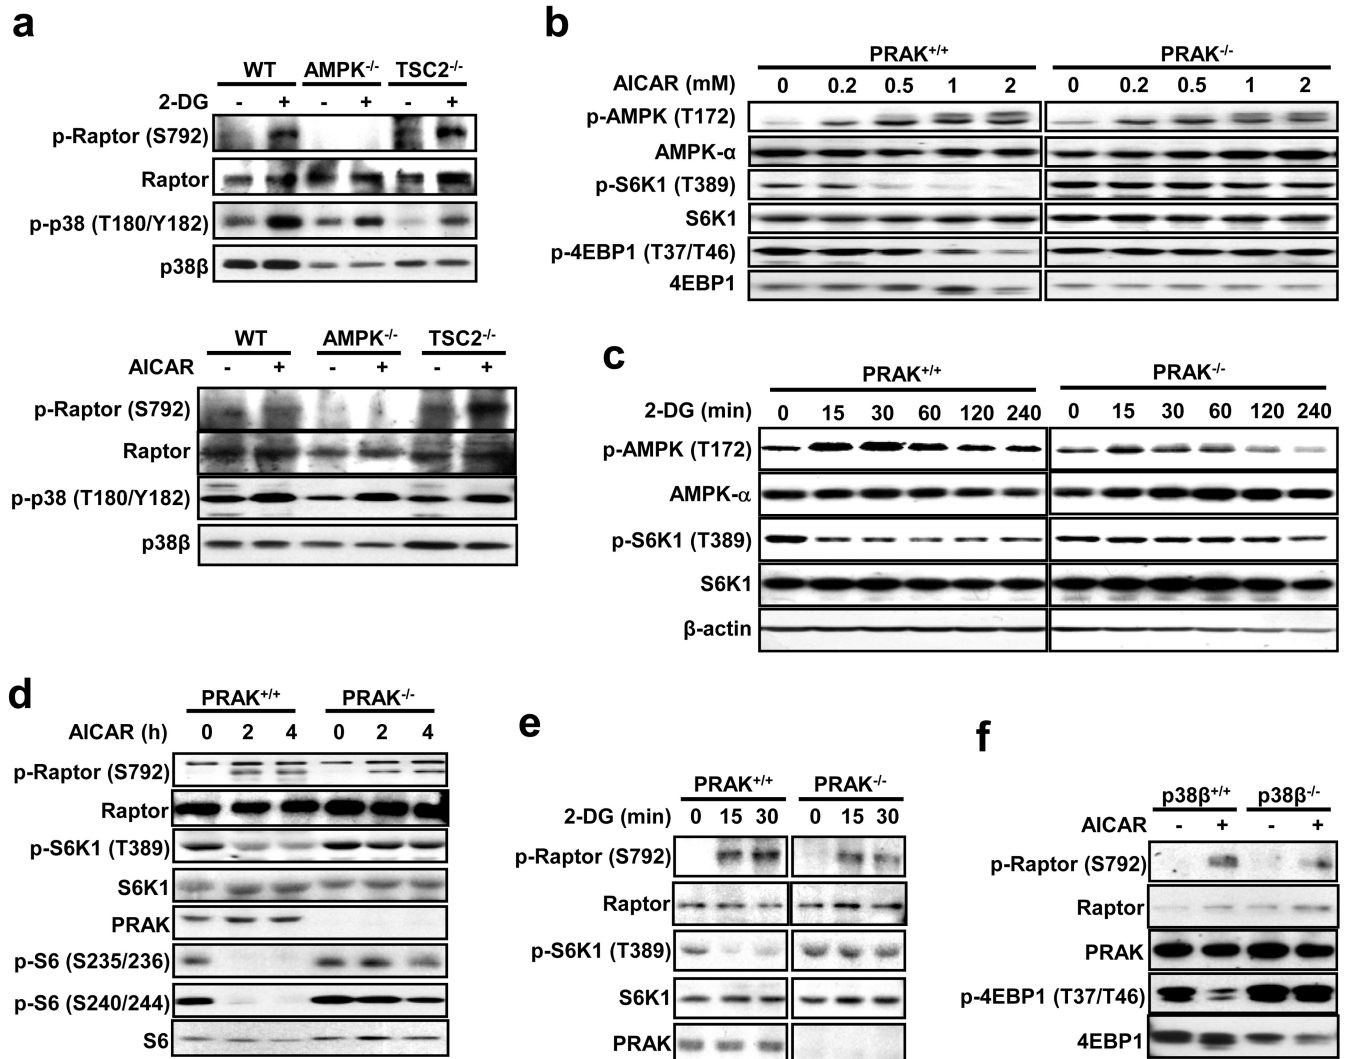 a
WT AMPK-/- TSC2-/-
2-DG - + - + - +
p-Raptor (S792)
Raptor
p-p38 (T180/Y182)
p38β
WT AMPK-/- TSC2-/-
AICAR - + - + - +
p-Raptor (S792)
Raptor
p-p38 (T180/Y182)
p38β
b
PRAK+/+ PRAK-/-
AICAR (mM) 0 0.2 0.5 1 2 0 0.2 0.5 1 2
p-AMPK (T172)
AMPK-α
p-S6K1 (T389)
S6K1
p-4EBP1 (T37/T46)
4EBP1
c
PRAK+/+ PRAK-/-
2-DG (min) 0 15 30 60 120 240 0 15 30 60 120 240
p-AMPK (T172)
AMPK-α
p-S6K1 (T389)
S6K1
β-actin
d
PRAK+/+ PRAK-/-
AICAR (h) 0 2 4 0 2 4
p-Raptor (S792)
Raptor
p-S6K1 (T389)
S6K1
PRAK
p-S6 (S235/236)
p-S6 (S240/244)
S6
e
PRAK+/+ PRAK-/-
2-DG (min) 0 15 30 0 15 30
p-Raptor (S792)
Raptor
p-S6K1 (T389)
S6K1
PRAK
f
p38β+/+ p38β-/-
AICAR - + - +
p-Raptor (S792)
Raptor
PRAK
p-4EBP1 (T37/T46)
4EBP1